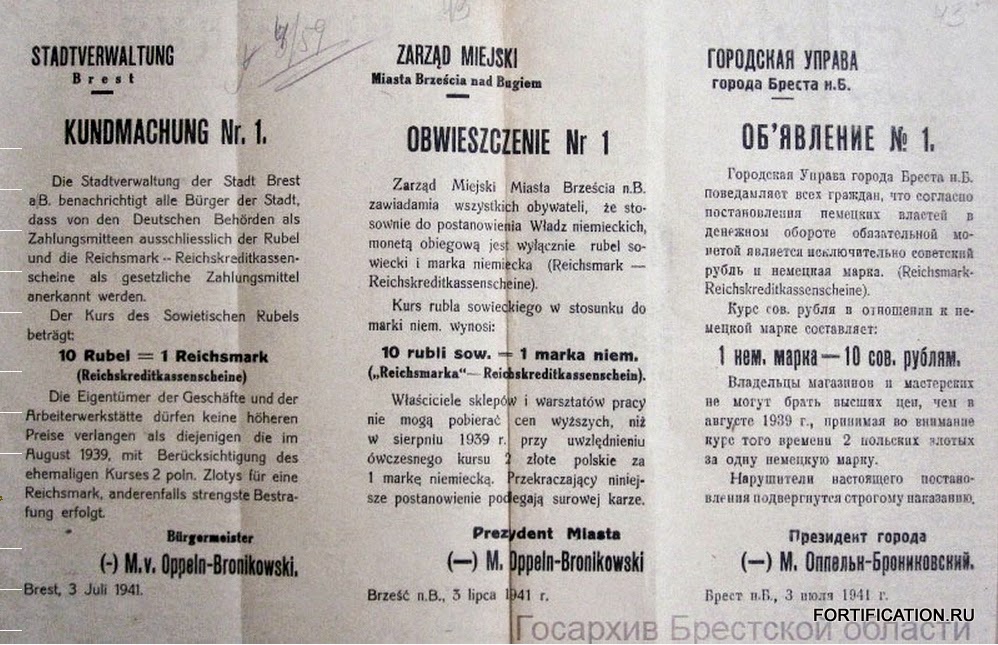 43
43
7/59
STADTVERWALTUNG
Brest
KUNDMACHUNG Nr. 1.
Die Stadtverwaltung der Stadt Brest
a/B. benachrichtigt alle Bürger der Stadt,
dass von den Deutschen Behörden als
Zahlungsmitteen ausschliesslich der Rubel
und die Reichsmark - Reichskreditkassen-
scheine als gesetzliche Zahlungsmittel
anerkannt werden.
Der Kurs des Sowietischen Rubels
beträgt:
10 Rubel = 1 Reichsmark
(Reichskreditkassenscheine)
Die Eigentümer der Geschäfte und der
Arbeiterwerkstätte dürfen keine höheren
Preise verlangen als diejenigen die im
August 1939, mit Berücksichtigung des
ehemaligen Kurses 2 poln. Zlotys für eine
Reichsmark, anderenfalls strengste Bestra-
fung erfolgt.
Bürgermeister
(-) M. v. Oppeln-Bronikowski.
Brest, 3 Juli 1941.
ZARZĄD MIEJSKI
Miasta Brześcia nad Bugiem
OBWIESZCZENIE Nr 1
Zarząd Miejski Miasta Brześcia n.B.
zawiadamia wszystkich obywateli, że sto-
sownie do postanowienia Władz niemieckich,
monetą obiegową jest wyłącznie rubel so-
wiecki i marka niemiecka (Reichsmark —
Reichskreditkassenscheine).
Kurs rubla sowieckiego w stosunku do
marki niem. wynosi:
10 rubli sow. = 1 marka niem.
(„Reichsmarka“ — Reichskreditkassenschein).
Właściciele sklepów i warsztatów pracy
nie mogą pobierać cen wyższych, niż
w sierpniu 1939 r. przy uwzlędnieniu
ówczesnego kursu 2 złote polskie za
1 markę niemiecką. Przekraczający niniej-
sze postanowienie podlegają surowej karze.
Prezydent Miasta
(—) M. Oppeln-Bronikowski
Brześć n.B., 3 lipca 1941 r.
ГОРОДСКАЯ УПРАВА
города Бреста н.Б.
ОБ’ЯВЛЕНИЕ № 1.
Городская Управа города Бреста н.Б.
поведамляет всех граждан, что согласно
постановления немецких властей в
денежном обороте обязательной мо-
нетой является исключительно советский
рубль и немецкая марка. (Reichsmark-
Reichskreditkassenscheine).
Курс сов. рубля в отношении к не-
мецкой марке составляет:
1 нем. марка — 10 сов. рублям.
Владельцы магазинов и мастерских
не могут брать высших цен, чем в
августе 1939 г., принимая во внимание
курс того времени 2 польских злотых
за одну немецкую марку.
Нарушители настоящего постано-
вления подвергнутся строгому наказанию.
Президент города
(—) М. Оппельн-Брониковский.
Брест н.Б., 3 июля 1941 г.
FORTIFICATION.RU
Госархив Брестской области